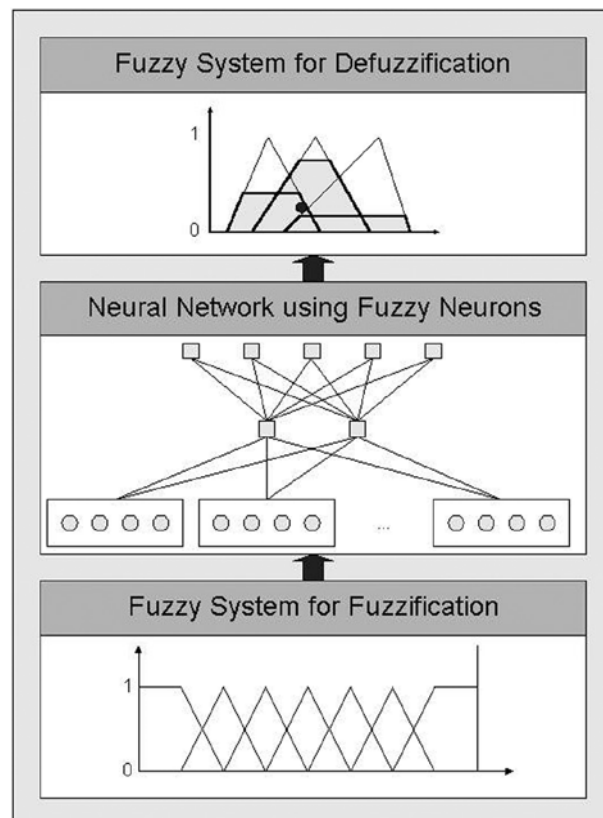 Fuzzy System for Defuzzification
1
0
Neural Network using Fuzzy Neurons
...
Fuzzy System for Fuzzification
1
0